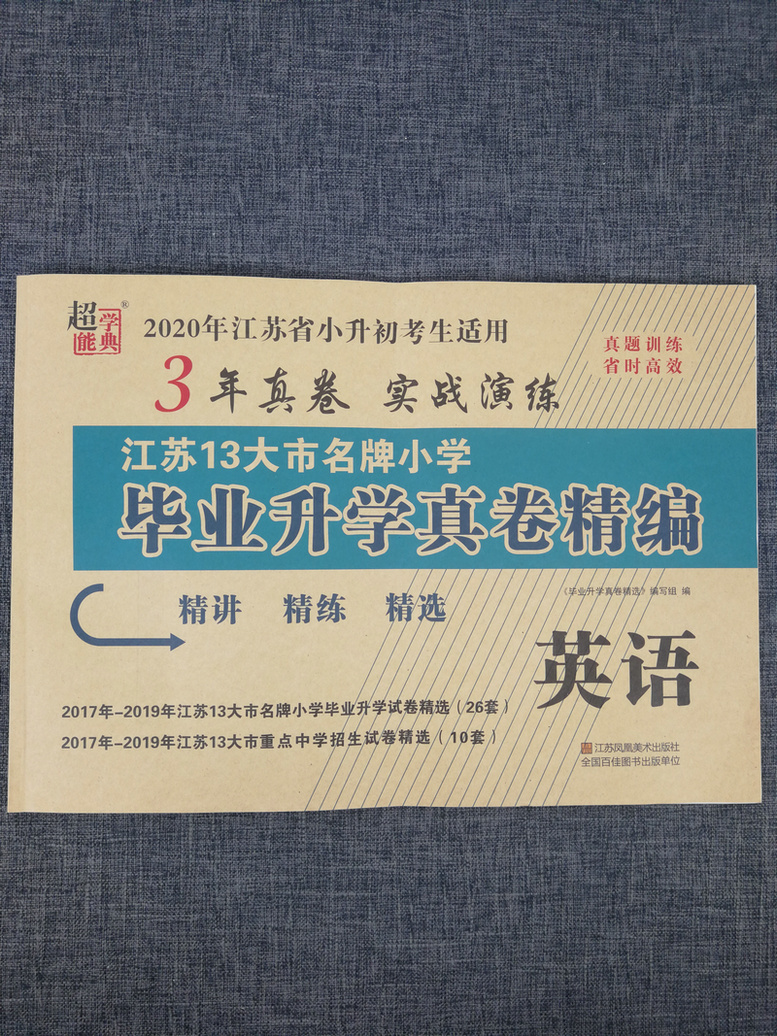 超能学典®
2020年江苏省小升初考生适用
真题训练
省时高效
3年真卷 实战演练
江苏13大市名牌小学
毕业升学真卷精编
《毕业升学真卷精选》编写组 编
精讲 精练 精选
英语
2017年-2019年江苏13大市名牌小学毕业升学试卷精选(26套)
2017年-2019年江苏13大市重点中学招生试卷精选(10套)
江苏凤凰美术出版社
全国百佳图书出版单位